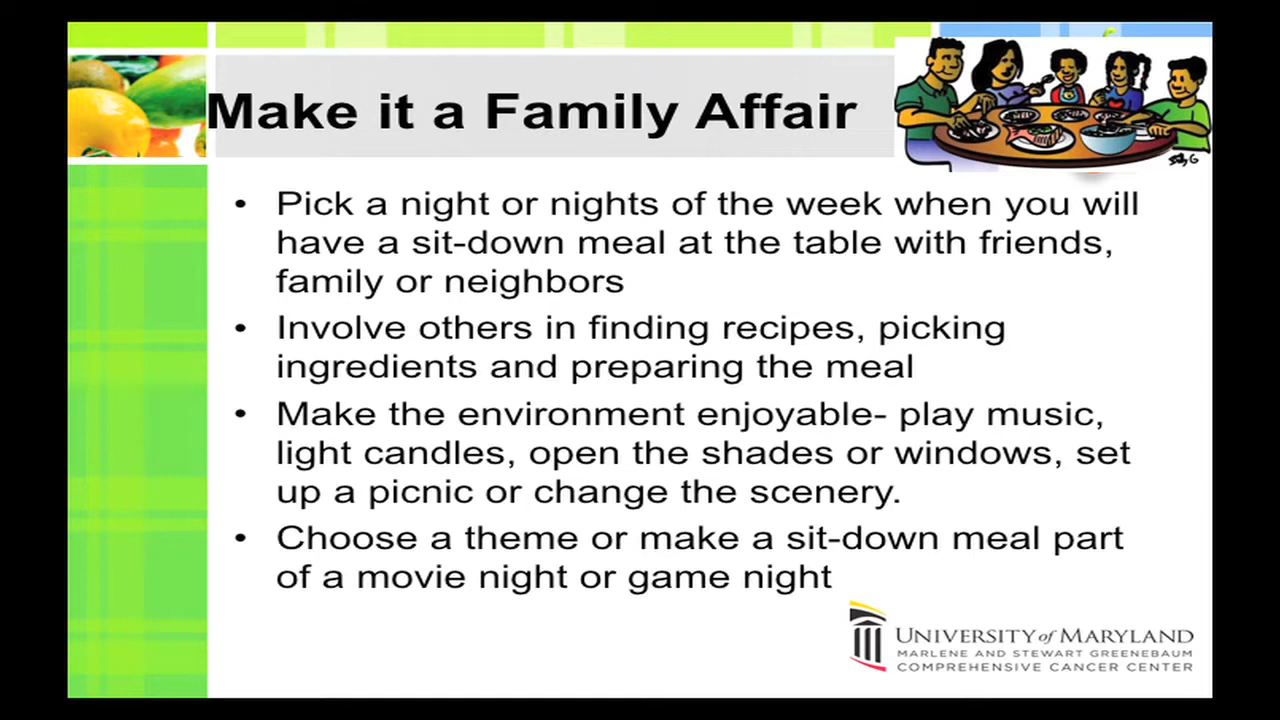 Make it a Family Affair
• Pick a night or nights of the week when you will
have a sit-down meal at the table with friends,
family or neighbors
• Involve others in finding recipes, picking
ingredients and preparing the meal
• Make the environment enjoyable- play music,
light candles, open the shades or windows, set
up a picnic or change the scenery.
• Choose a theme or make a sit-down meal part
of a movie night or game night
UNIVERSITY of MARYLAND
MARLENE AND STEWART GREENEBAUM
COMPREHENSIVE CANCER CENTER